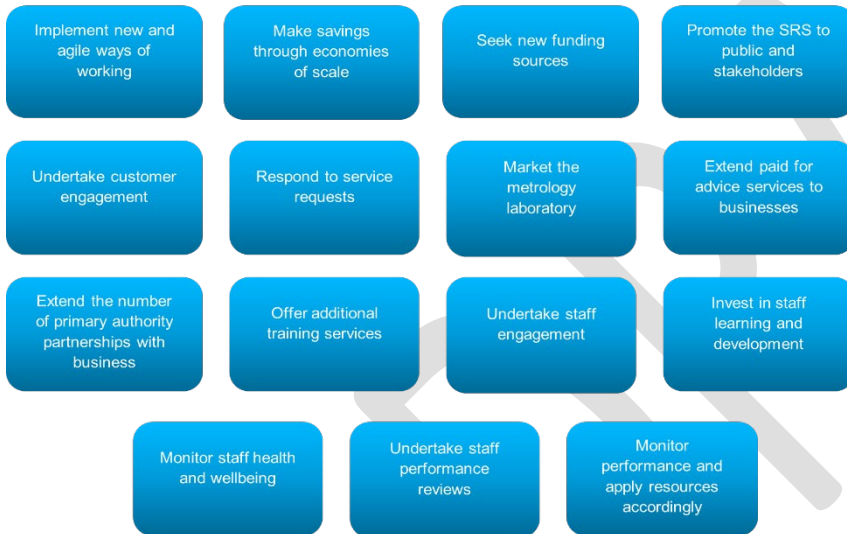 Implement new and
agile ways of
working
Make savings
through economies
of scale
Seek new funding
sources
Promote the SRS to
public and
stakeholders
Undertake customer
engagement
Respond to service
requests
Market the
metrology
laboratory
Extend paid for
advice services to
businesses
Extend the number
of primary authority
partnerships with
business
Offer additional
training services
Undertake staff
engagement
Invest in staff
learning and
development
Monitor staff health
and wellbeing
Undertake staff
performance
reviews
Monitor
performance and
apply resources
accordingly